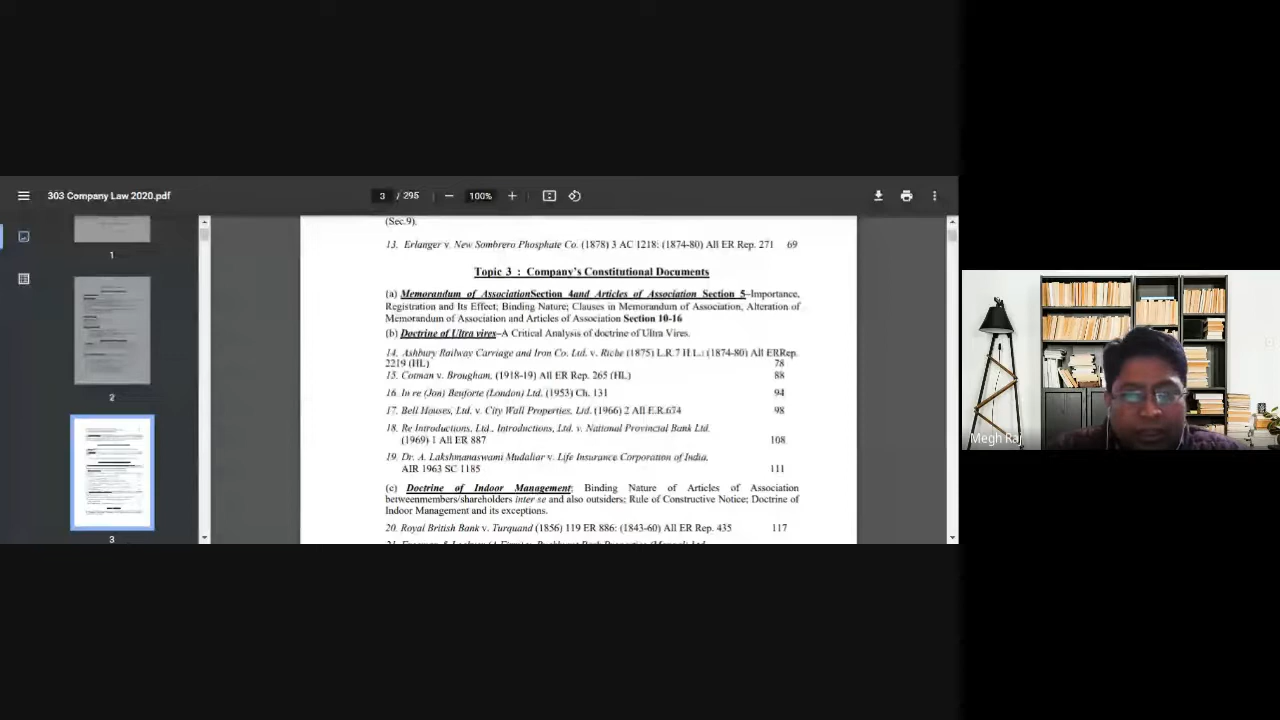 303 Company Law 2020.pdf
3 / 295
100%
(Sec.9).
13. Erlanger v. New Sombrero Phosphate Co. (1878) 3 AC 1218: (1874-80) All ER Rep. 271 69
Topic 3 : Company's Constitutional Documents
(a) Memorandum of AssociationSection 4and Articles of Association Section 5–Importance,
Registration and Its Effect; Binding Nature; Clauses in Memorandum of Association, Alteration of
Memorandum of Association and Articles of Association Section 10-16
(b) Doctrine of Ultra vires–A Critical Analysis of doctrine of Ultra Vires.
14. Ashbury Railway Carriage and Iron Co. Ltd. v. Riche (1875) L.R.7 H.L.: (1874-80) All ERRep.
2219 (HL) 78
15. Cotman v. Brougham, (1918-19) All ER Rep. 265 (HL) 88
16. In re (Jon) Beuforte (London) Ltd. (1953) Ch. 131 94
17. Bell Houses, Ltd. v. City Wall Properties, Ltd. (1966) 2 All E.R.674 98
18. Re Introductions, Ltd., Introductions, Ltd. v. National Provincial Bank Ltd.
(1969) 1 All ER 887 108
19. Dr. A. Lakshmanaswami Mudaliar v. Life Insurance Corporation of India,
AIR 1963 SC 1185 111
(c) Doctrine of Indoor Management; Binding Nature of Articles of Association
betweenmembers/shareholders inter se and also outsiders; Rule of Constructive Notice; Doctrine of
Indoor Management and its exceptions.
20. Royal British Bank v. Turquand (1856) 119 ER 886: (1843-60) All ER Rep. 435 117
1
2
3
Megh Raj